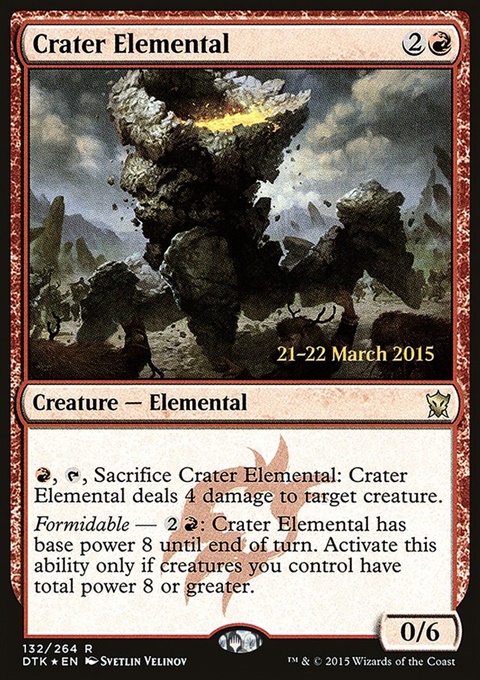 Crater Elemental 2
21–22 March 2015
Creature — Elemental
, , Sacrifice Crater Elemental: Crater
Elemental deals 4 damage to target creature.
Formidable — 2 : Crater Elemental has
base power 8 until end of turn. Activate this
ability only if creatures you control have
total power 8 or greater.
0/6
132/264 R
DTK ★ EN Svetlin Velinov
™ & © 2015 Wizards of the Coast